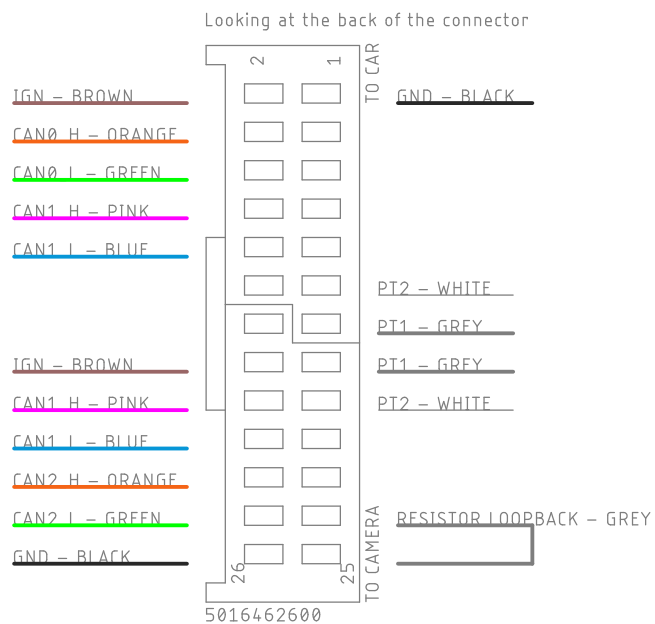 Looking at the back of the connector
2 1
TO CAR
IGN – BROWN
GND – BLACK
CAN0 H – ORANGE
CAN0 L – GREEN
CAN1 H – PINK
CAN1 L – BLUE
PT2 – WHITE
PT1 – GREY
IGN – BROWN
PT1 – GREY
CAN1 H – PINK
PT2 – WHITE
CAN1 L – BLUE
CAN2 H – ORANGE
CAN2 L – GREEN
RESISTOR LOOPBACK – GREY
GND – BLACK
TO CAMERA
26 25
5016462600